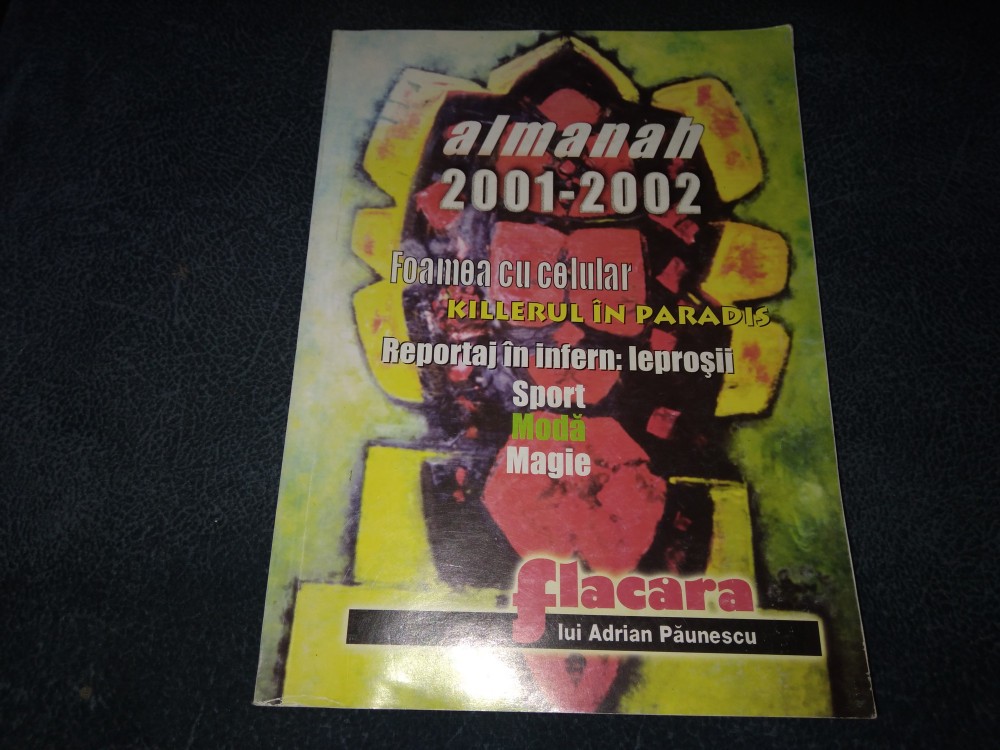 almanah
2001-2002
Foamea cu celular
KILLERUL ÎN PARADIS
Reportaj în infern: leproşii
Sport
Modă
Magie
flacara
lui Adrian Păunescu